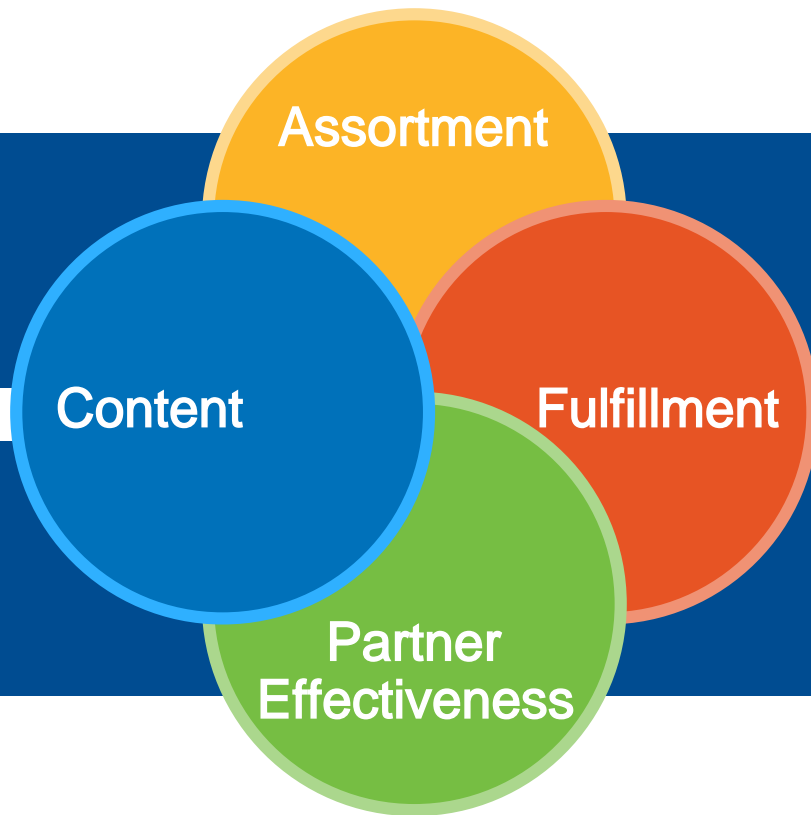 Assortment
Content
Fulfillment
Partner
Effectiveness